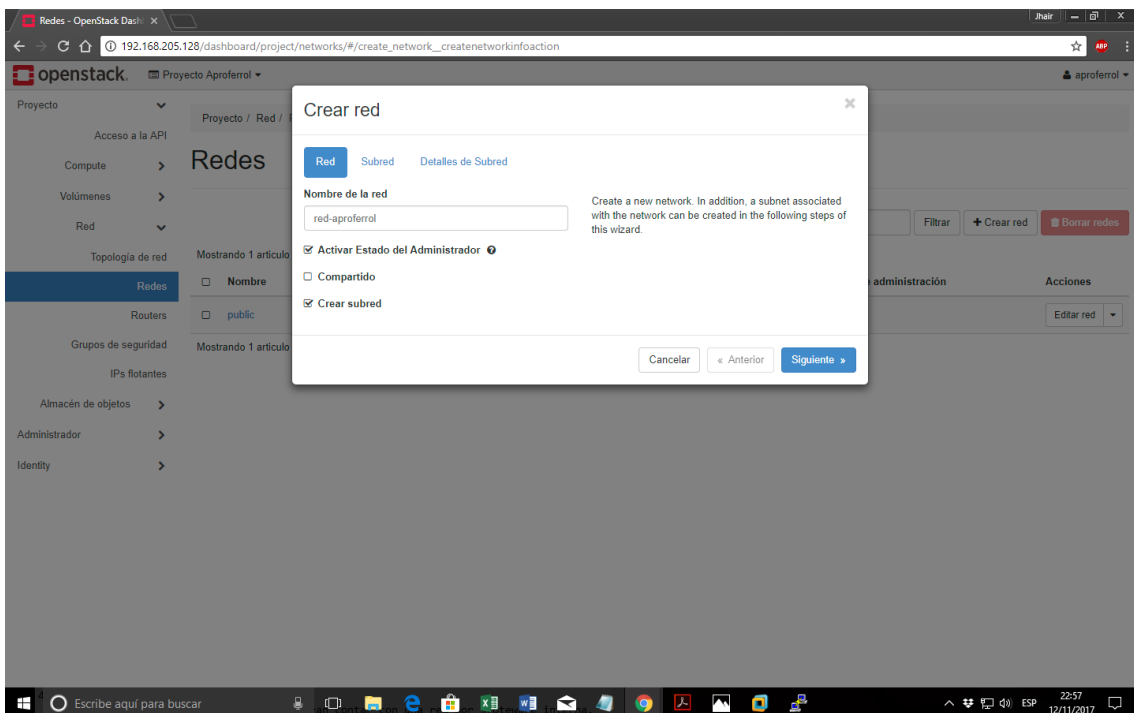 Redes - OpenStack Dash
Jhair
192.168.205.128/dashboard/project/networks/#/create_network__createnetworkinfoaction
ABP
openstack.
Proyecto Aproferrol
aproferrol
Proyecto
Acceso a la API
Compute
Volúmenes
Red
Topología de red
Redes
Routers
Grupos de seguridad
IPs flotantes
Almacén de objetos
Administrador
Identity
Proyecto / Red /
Redes
Filtrar
+ Crear red
Borrar redes
Mostrando 1 articulo
Nombre
administración
Acciones
public
Editar red
Mostrando 1 articulo
Crear red
×
Red
Subred
Detalles de Subred
Nombre de la red
red-aproferrol
Activar Estado del Administrador
Compartido
Crear subred
Create a new network. In addition, a subnet associated
with the network can be created in the following steps of
this wizard.
Cancelar
« Anterior
Siguiente »
Escribe aquí para buscar
ESP
22:57
12/11/2017